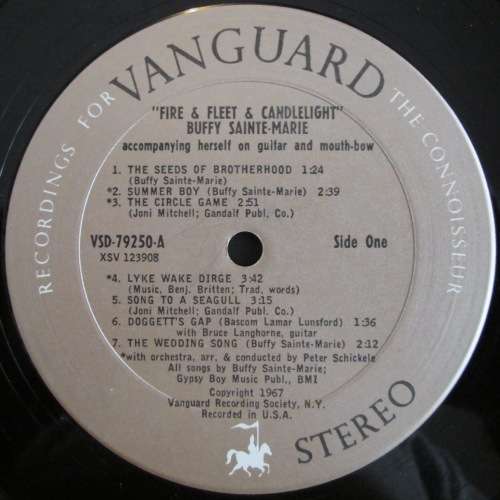 RECORDINGS FOR VANGUARD THE CONNOISSEUR
"FIRE & FLEET & CANDLELIGHT"
BUFFY SAINTE-MARIE
accompanying herself on guitar and mouth-bow
1. THE SEEDS OF BROTHERHOOD 1:24
(Buffy Sainte-Marie)
*2. SUMMER BOY (Buffy Sainte-Marie) 2:39
*3. THE CIRCLE GAME 2:51
(Joni Mitchell; Gandalf Publ. Co.)
VSD-79250-A Side One
XSV 123908
*4. LYKE WAKE DIRGE 3:42
(Music, Benj. Britten; Trad. words)
5. SONG TO A SEAGULL 3:15
(Joni Mitchell; Gandalf Publ. Co.)
6. DOGGETT'S GAP (Bascom Lamar Lunsford) 1:36
with Bruce Langhorne, guitar
7. THE WEDDING SONG (Buffy Sainte-Marie) 2:12
*with orchestra, arr. & conducted by Peter Schickele
All songs by Buffy Sainte-Marie;
Gypsy Boy Music Publ., BMI
Copyright 1967
Vanguard Recording Society, N.Y.
Recorded in U.S.A.
STEREO